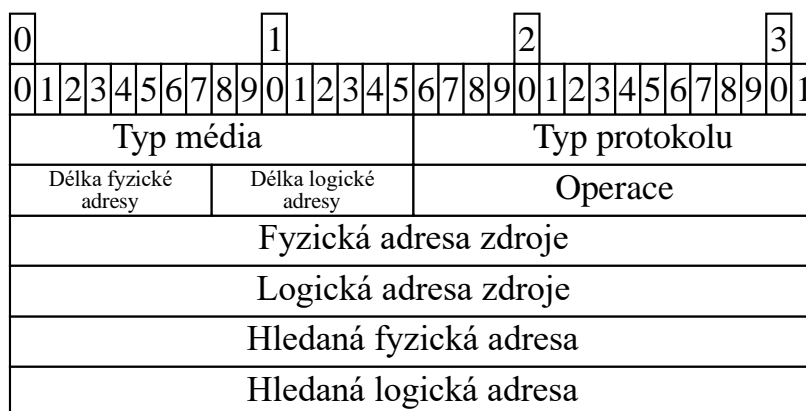 0 1 2 3
0 1 2 3 4 5 6 7 8 9 0 1 2 3 4 5 6 7 8 9 0 1 2 3 4 5 6 7 8 9 0 1
Typ média Typ protokolu
Délka fyzické Délka logické
adresy adresy
Operace
Fyzická adresa zdroje
Logická adresa zdroje
Hledaná fyzická adresa
Hledaná logická adresa